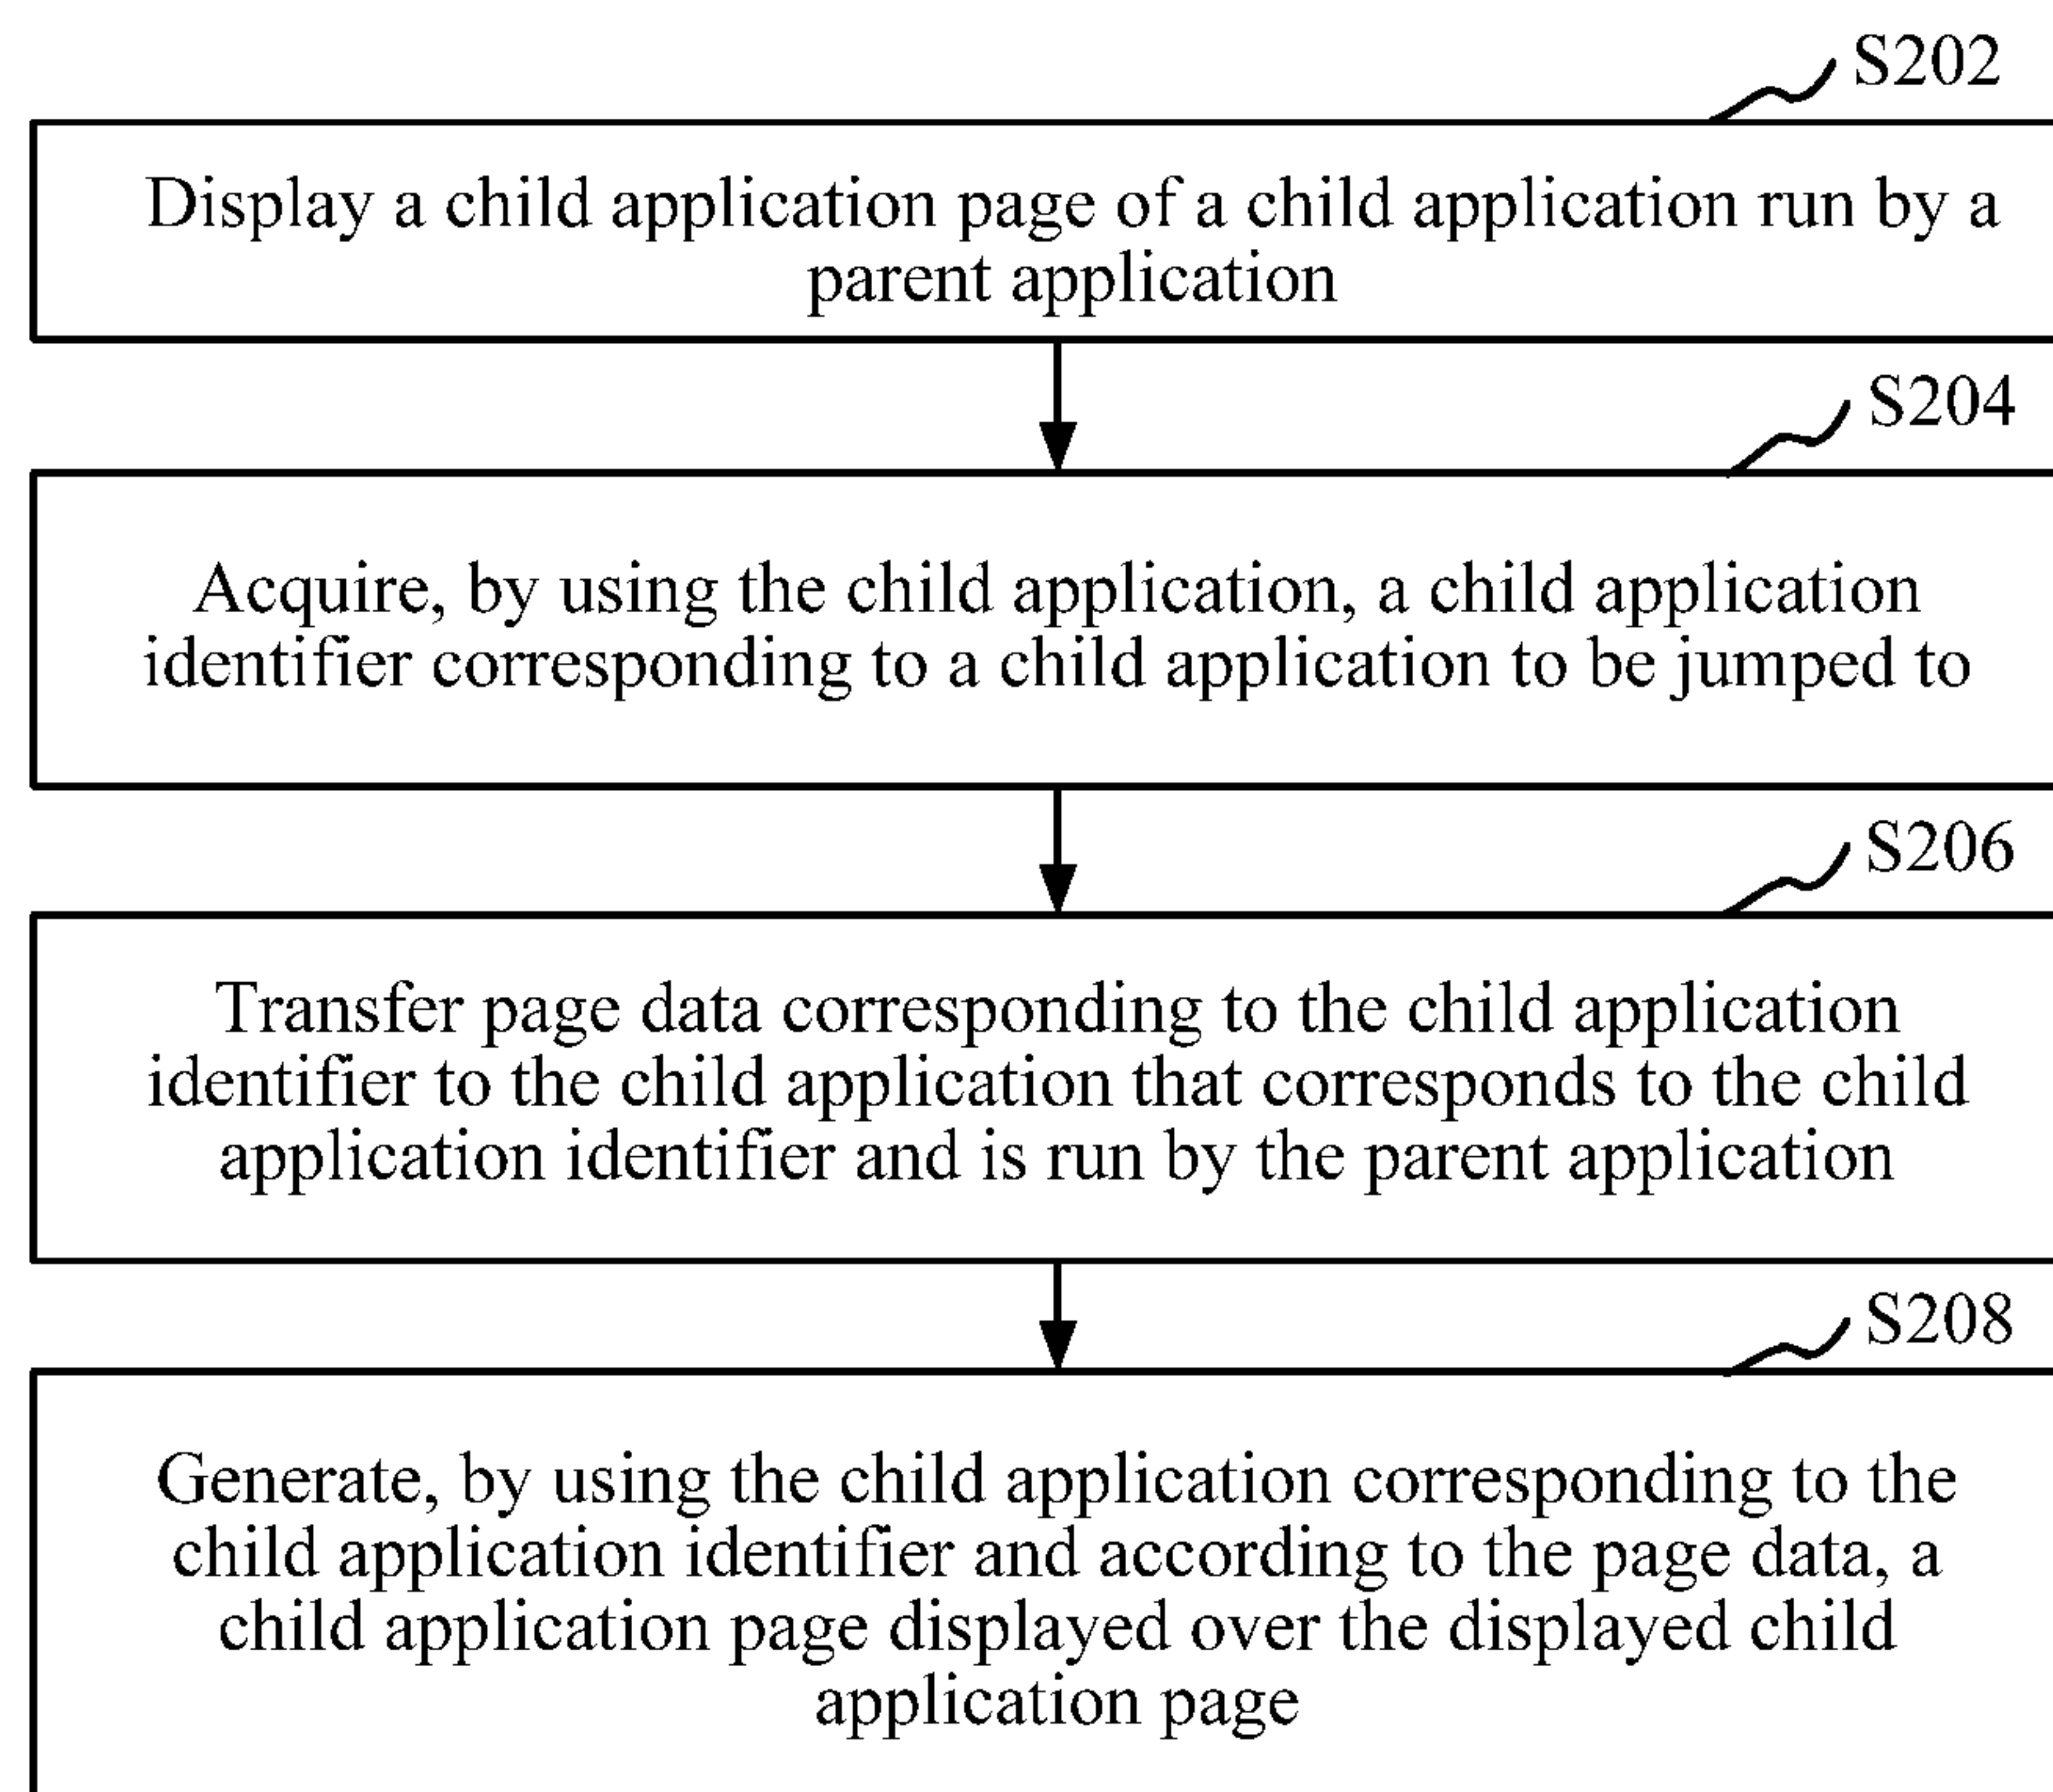 S202
Display a child application page of a child application run by a
parent application
S204
Acquire, by using the child application, a child application
identifier corresponding to a child application to be jumped to
S206
Transfer page data corresponding to the child application
identifier to the child application that corresponds to the child
application identifier and is run by the parent application
S208
Generate, by using the child application corresponding to the
child application identifier and according to the page data, a
child application page displayed over the displayed child
application page